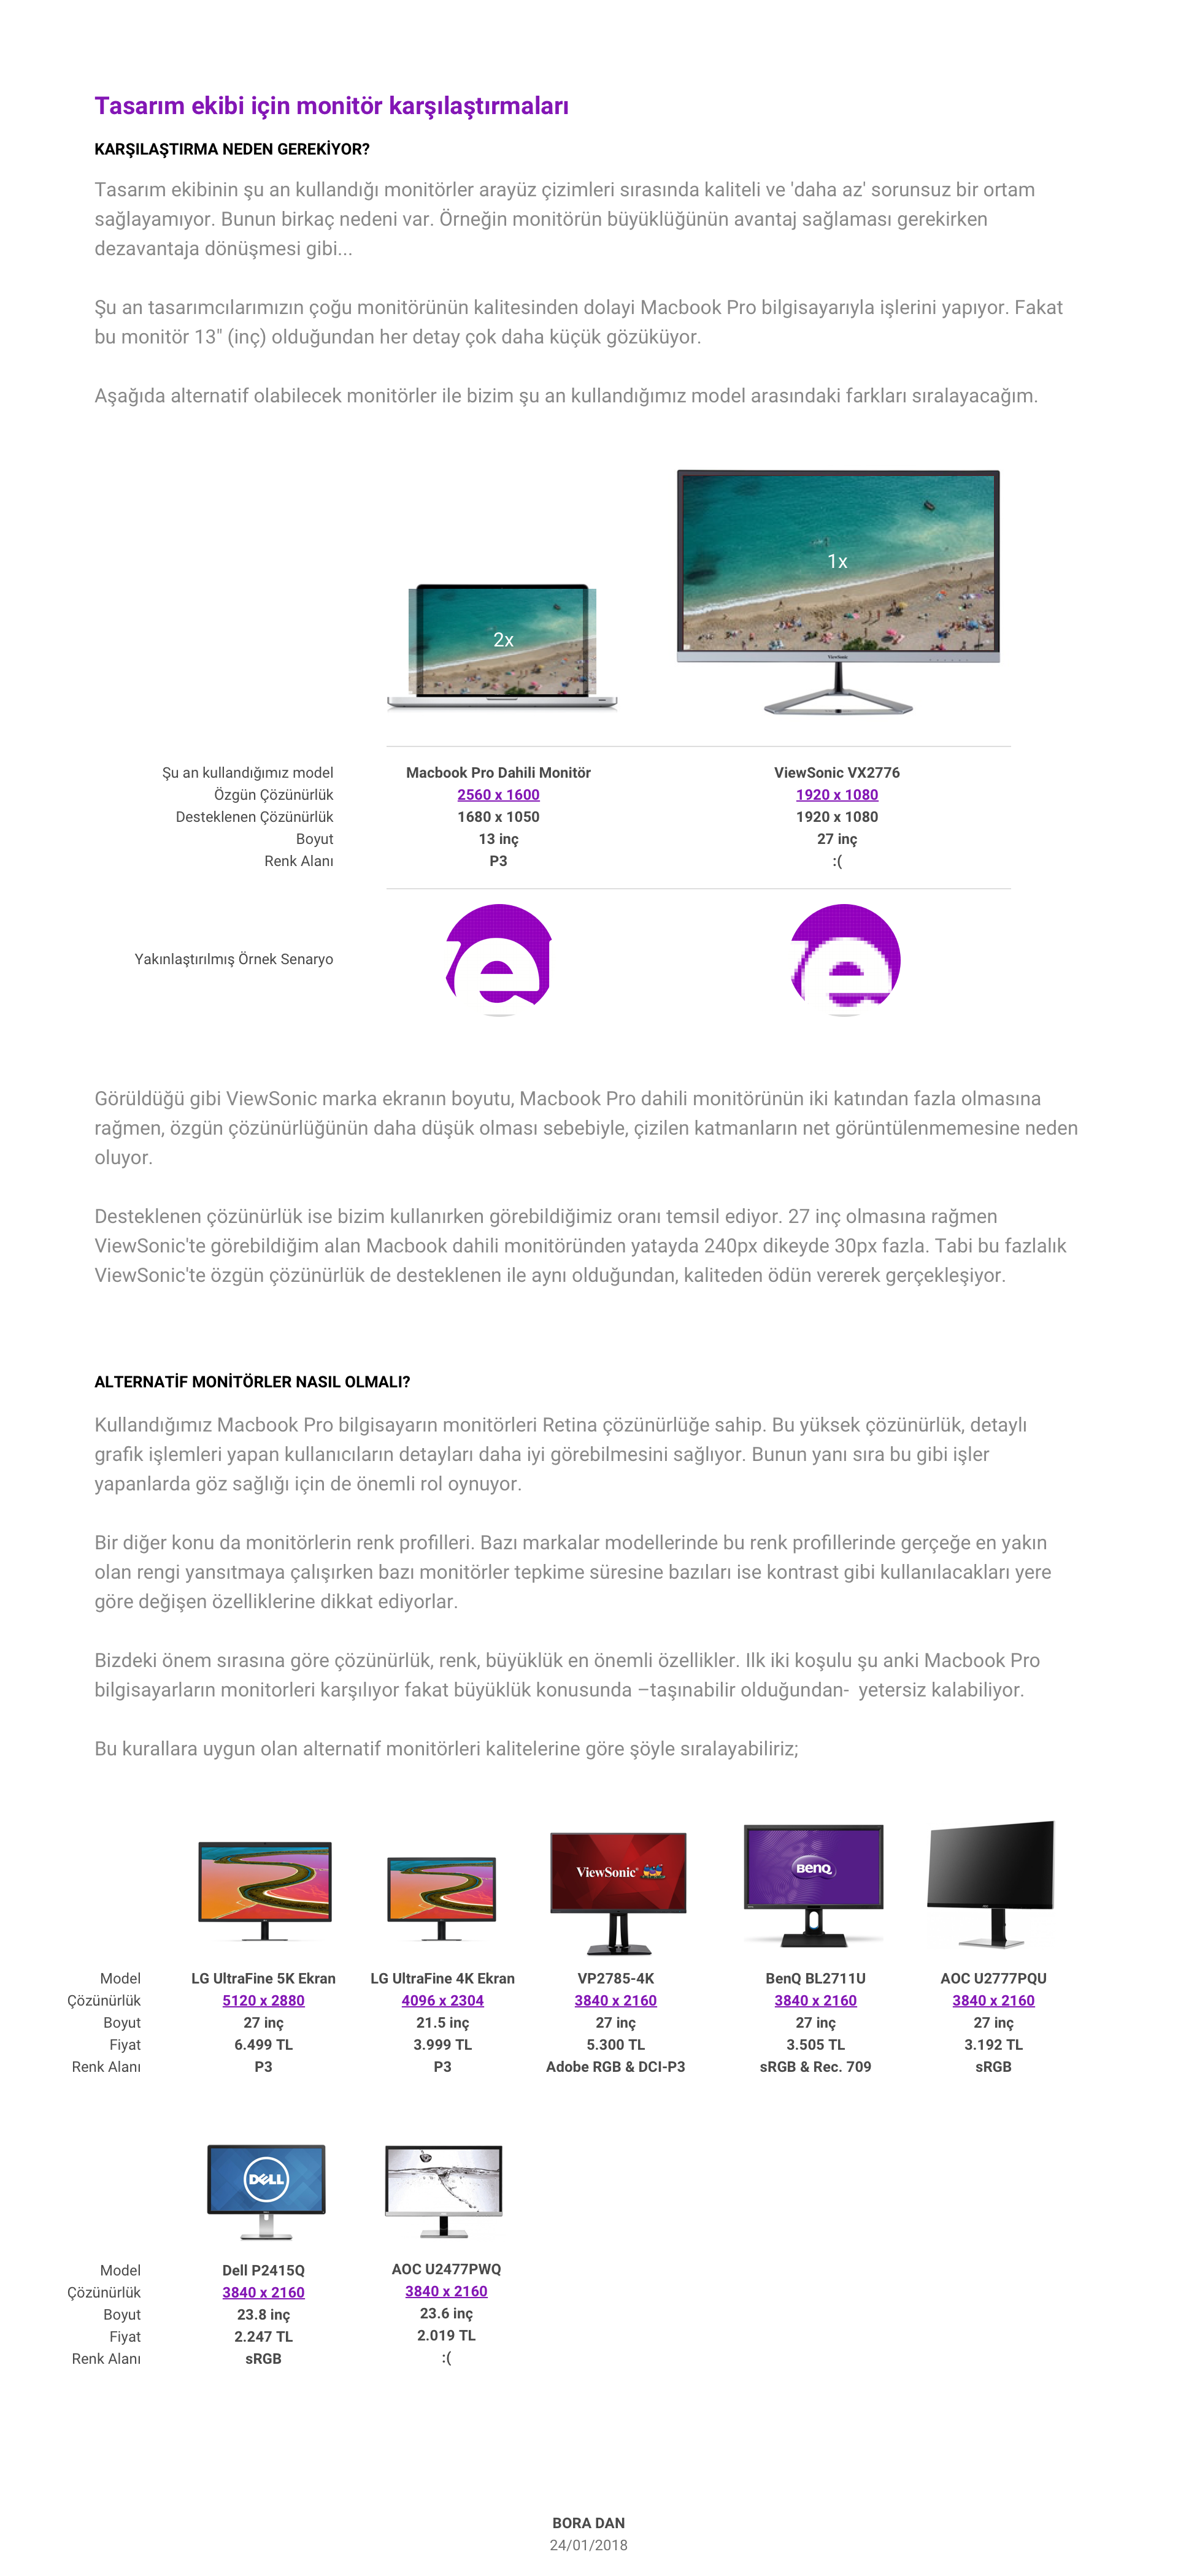 Tasarım ekibi için monitör karşılaştırmaları
KARŞILAŞTIRMA NEDEN GEREKİYOR?
Tasarım ekibinin şu an kullandığı monitörler arayüz çizimleri sırasında kaliteli ve 'daha az' sorunsuz bir ortam
sağlayamıyor. Bunun birkaç nedeni var. Örneğin monitörün büyüklüğünün avantaj sağlaması gerekirken
dezavantaja dönüşmesi gibi...
Şu an tasarımcılarımızın çoğu monitörünün kalitesinden dolayi Macbook Pro bilgisayarıyla işlerini yapıyor. Fakat
bu monitör 13" (inç) olduğundan her detay çok daha küçük gözüküyor.
Aşağıda alternatif olabilecek monitörler ile bizim şu an kullandığımız model arasındaki farkları sıralayacağım.
2x
1x
ViewSonic
Şu an kullandığımız model Macbook Pro Dahili Monitör ViewSonic VX2776
Özgün Çözünürlük 2560 x 1600 1920 x 1080
Desteklenen Çözünürlük 1680 x 1050 1920 x 1080
Boyut 13 inç 27 inç
Renk Alanı P3 :(
Yakınlaştırılmış Örnek Senaryo
e e
Görüldüğü gibi ViewSonic marka ekranın boyutu, Macbook Pro dahili monitörünün iki katından fazla olmasına
rağmen, özgün çözünürlüğünün daha düşük olması sebebiyle, çizilen katmanların net görüntülenmemesine neden
oluyor.
Desteklenen çözünürlük ise bizim kullanırken görebildiğimiz oranı temsil ediyor. 27 inç olmasına rağmen
ViewSonic'te görebildiğim alan Macbook dahili monitöründen yatayda 240px dikeyde 30px fazla. Tabi bu fazlalık
ViewSonic'te özgün çözünürlük de desteklenen ile aynı olduğundan, kaliteden ödün vererek gerçekleşiyor.
ALTERNATİF MONİTÖRLER NASIL OLMALI?
Kullandığımız Macbook Pro bilgisayarın monitörleri Retina çözünürlüğe sahip. Bu yüksek çözünürlük, detaylı
grafik işlemleri yapan kullanıcıların detayları daha iyi görebilmesini sağlıyor. Bunun yanı sıra bu gibi işler
yapanlarda göz sağlığı için de önemli rol oynuyor.
Bir diğer konu da monitörlerin renk profilleri. Bazı markalar modellerinde bu renk profillerinde gerçeğe en yakın
olan rengi yansıtmaya çalışırken bazı monitörler tepkime süresine bazıları ise kontrast gibi kullanılacakları yere
göre değişen özelliklerine dikkat ediyorlar.
Bizdeki önem sırasına göre çözünürlük, renk, büyüklük en önemli özellikler. Ilk iki koşulu şu anki Macbook Pro
bilgisayarların monitorleri karşılıyor fakat büyüklük konusunda –taşınabilir olduğundan-  yetersiz kalabiliyor.
Bu kurallara uygun olan alternatif monitörleri kalitelerine göre şöyle sıralayabiliriz;
ViewSonic BenQ
Model LG UltraFine 5K Ekran LG UltraFine 4K Ekran VP2785-4K BenQ BL2711U AOC U2777PQU
Çözünürlük 5120 x 2880 4096 x 2304 3840 x 2160 3840 x 2160 3840 x 2160
Boyut 27 inç 21.5 inç 27 inç 27 inç 27 inç
Fiyat 6.499 TL 3.999 TL 5.300 TL 3.505 TL 3.192 TL
Renk Alanı P3 P3 Adobe RGB & DCI-P3 sRGB & Rec. 709 sRGB
DELL
Model Dell P2415Q AOC U2477PWQ
Çözünürlük 3840 x 2160 3840 x 2160
Boyut 23.8 inç 23.6 inç
Fiyat 2.247 TL 2.019 TL
Renk Alanı sRGB :(
BORA DAN
24/01/2018